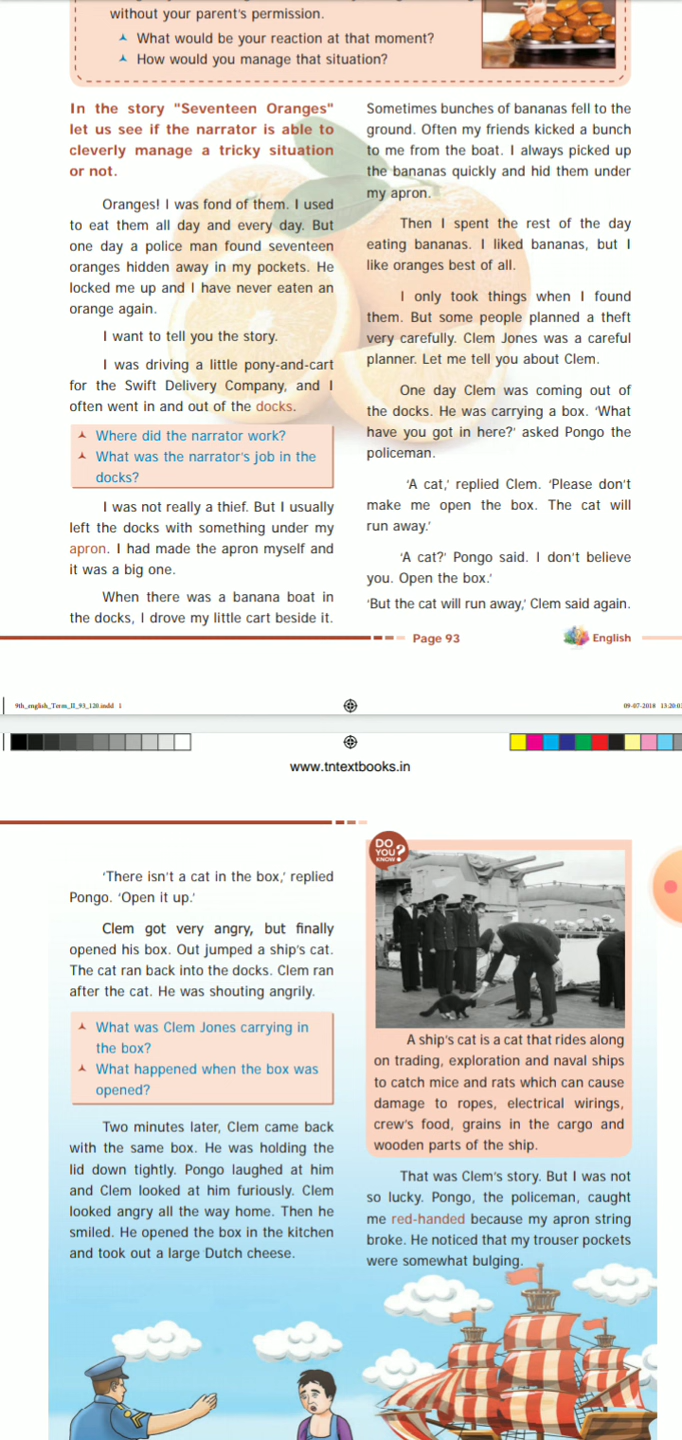 without your parent's permission.
What would be your reaction at that moment?
How would you manage that situation?
In the story "Seventeen Oranges"
let us see if the narrator is able to
cleverly manage a tricky situation
or not.
Oranges! I was fond of them. I used
to eat them all day and every day. But
one day a police man found seventeen
oranges hidden away in my pockets. He
locked me up and I have never eaten an
orange again.
I want to tell you the story.
I was driving a little pony-and-cart
for the Swift Delivery Company, and I
often went in and out of the docks.
Where did the narrator work?
What was the narrator's job in the
docks?
I was not really a thief. But I usually
left the docks with something under my
apron. I had made the apron myself and
it was a big one.
When there was a banana boat in
the docks, I drove my little cart beside it.
Sometimes bunches of bananas fell to the
ground. Often my friends kicked a bunch
to me from the boat. I always picked up
the bananas quickly and hid them under
my apron.
Then I spent the rest of the day
eating bananas. I liked bananas, but I
like oranges best of all.
I only took things when I found
them. But some people planned a theft
very carefully. Clem Jones was a careful
planner. Let me tell you about Clem.
One day Clem was coming out of
the docks. He was carrying a box. 'What
have you got in here?' asked Pongo the
policeman.
'A cat,' replied Clem. 'Please don't
make me open the box. The cat will
run away.'
'A cat?' Pongo said. I don't believe
you. Open the box.'
'But the cat will run away,' Clem said again.
Page 93
English
9th_english_Term_II_93_120.indd 1
09-07-2018 13:20:0
www.tntextbooks.in
'There isn't a cat in the box,' replied
Pongo. 'Open it up.'
Clem got very angry, but finally
opened his box. Out jumped a ship's cat.
The cat ran back into the docks. Clem ran
after the cat. He was shouting angrily.
What was Clem Jones carrying in
the box?
What happened when the box was
opened?
Two minutes later, Clem came back
with the same box. He was holding the
lid down tightly. Pongo laughed at him
and Clem looked at him furiously. Clem
looked angry all the way home. Then he
smiled. He opened the box in the kitchen
and took out a large Dutch cheese.
DO
YOU
KNOW?
A ship's cat is a cat that rides along
on trading, exploration and naval ships
to catch mice and rats which can cause
damage to ropes, electrical wirings,
crew's food, grains in the cargo and
wooden parts of the ship.
That was Clem's story. But I was not
so lucky. Pongo, the policeman, caught
me red-handed because my apron string
broke. He noticed that my trouser pockets
were somewhat bulging.